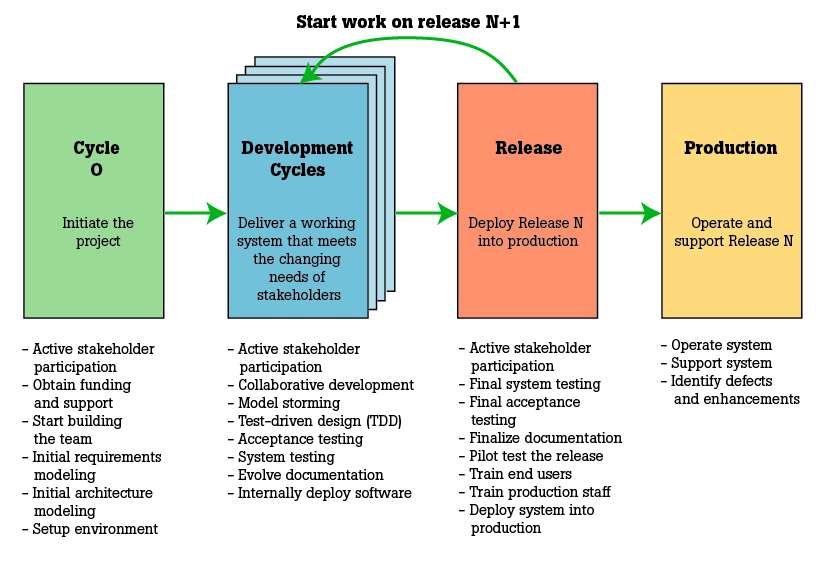 Start work on release N+1
Cycle
0
Initiate the
project
Development
Cycles
Deliver a working
system that meets
the changing
needs of
stakeholders
Release
Deploy Release N
into production
Production
Operate and
support Release N
– Active stakeholder
participation
– Obtain funding
and support
– Start building
the team
– Initial requirements
modeling
– Initial architecture
modeling
– Setup environment
– Active stakeholder
participation
– Collaborative development
– Model storming
– Test-driven design (TDD)
– Acceptance testing
– System testing
– Evolve documentation
– Internally deploy software
– Active stakeholder
participation
– Final system testing
– Final acceptance
testing
– Finalize documentation
– Pilot test the release
– Train end users
– Train production staff
– Deploy system into
production
– Operate system
– Support system
– Identify defects
and enhancements